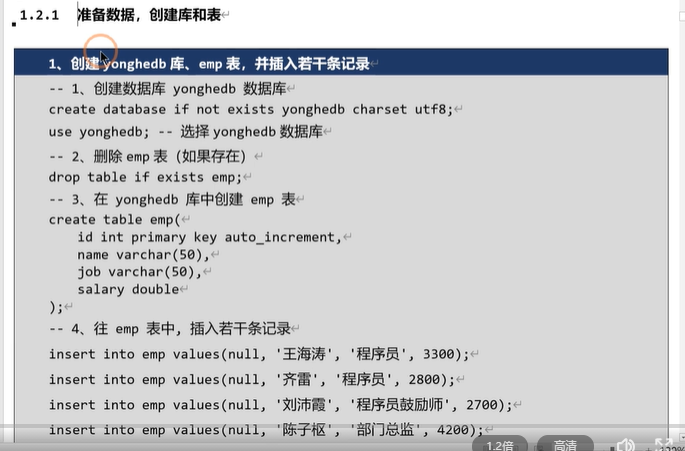 1.2.1 准备数据，创建库和表
1、创建 yonghedb 库、emp 表，并插入若干条记录
-- 1、创建数据库 yonghedb 数据库
create database if not exists yonghedb charset utf8;
use yonghedb; -- 选择 yonghedb 数据库
-- 2、删除 emp 表（如果存在）
drop table if exists emp;
-- 3、在 yonghedb 库中创建 emp 表
create table emp(
id int primary key auto_increment,
name varchar(50),
job varchar(50),
salary double
);
-- 4、往 emp 表中, 插入若干条记录
insert into emp values(null, '王海涛', '程序员', 3300);
insert into emp values(null, '齐雷', '程序员', 2800);
insert into emp values(null, '刘沛霞', '程序员鼓励师', 2700);
insert into emp values(null, '陈子枢', '部门总监', 4200);
1.2倍 高清